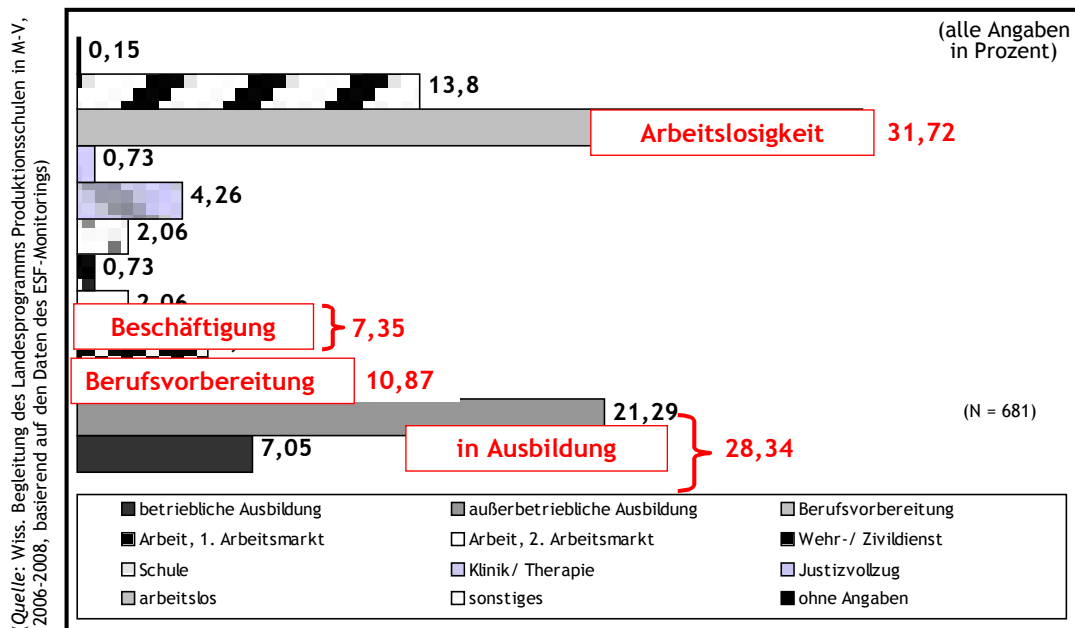 (Quelle: Wiss. Begleitung des Landesprogramms Produktionsschulen in M-V,
2006-2008, basierend auf den Daten des ESF-Monitorings)
(alle Angaben
in Prozent)
0,15
13,8
Arbeitslosigkeit 31,72
0,73
4,26
2,06
0,73
2,06
Beschäftigung 7,35
Berufsvorbereitung 10,87
21,29
(N = 681)
in Ausbildung 28,34
7,05
betriebliche Ausbildung außerbetriebliche Ausbildung Berufsvorbereitung
Arbeit, 1. Arbeitsmarkt Arbeit, 2. Arbeitsmarkt Wehr-/ Zivildienst
Schule Klinik/ Therapie Justizvollzug
arbeitslos sonstiges ohne Angaben